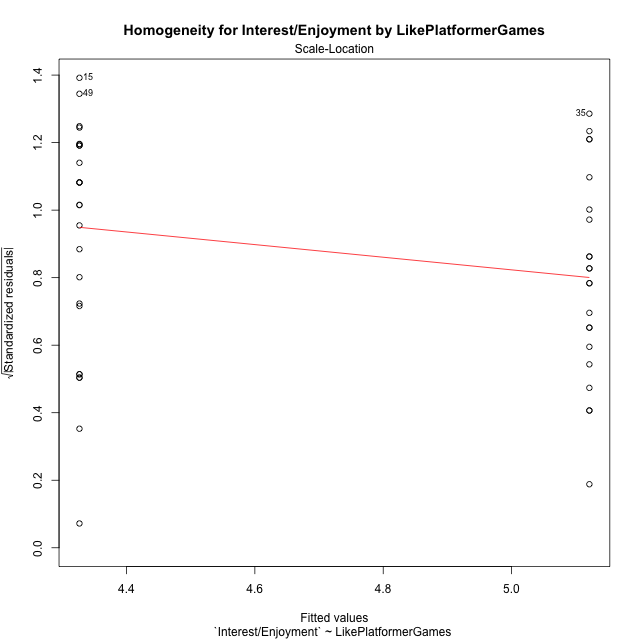 Homogeneity for Interest/Enjoyment by LikePlatformerGames
Scale-Location
1.4
1.2
1.0
0.8
0.6
0.4
0.2
0.0
√|Standardized residuals|
15
49
35
4.4 4.6 4.8 5.0
Fitted values
`Interest/Enjoyment` ~ LikePlatformerGames